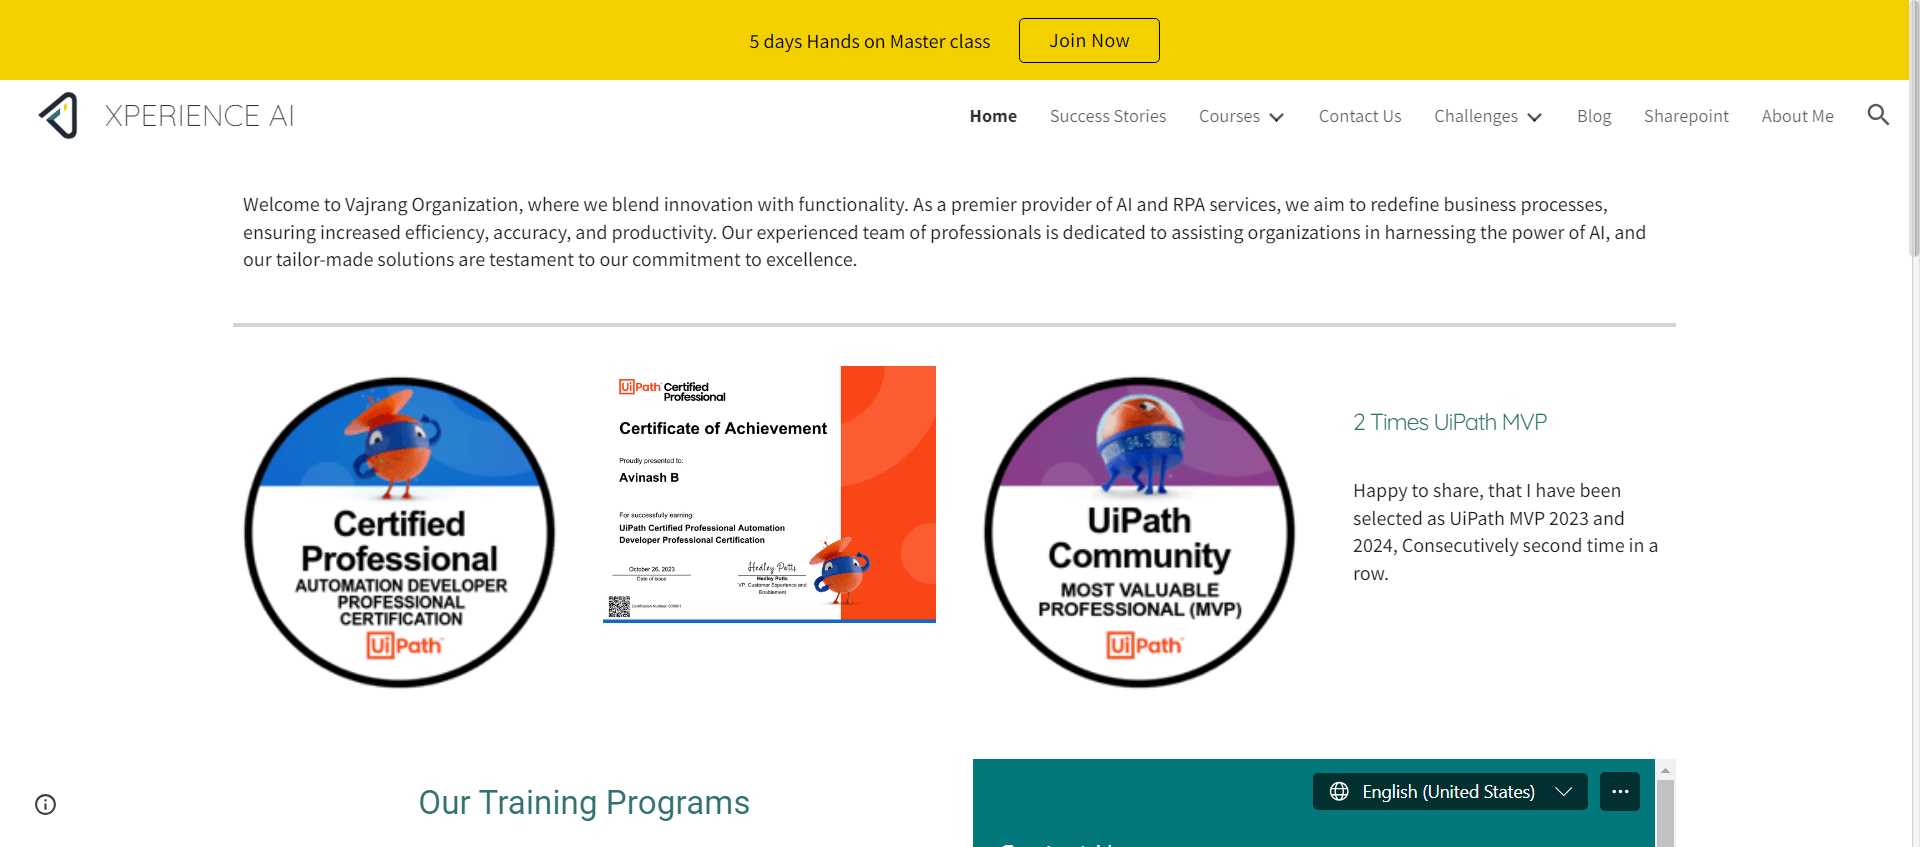 5 days Hands on Master class
Join Now
XPERIENCE AI
Home
Success Stories
Courses
Contact Us
Challenges
Blog
Sharepoint
About Me
Welcome to Vajrang Organization, where we blend innovation with functionality. As a premier provider of AI and RPA services, we aim to redefine business processes,
ensuring increased efficiency, accuracy, and productivity. Our experienced team of professionals is dedicated to assisting organizations in harnessing the power of AI, and
our tailor-made solutions are testament to our commitment to excellence.
Certified
Professional
AUTOMATION DEVELOPER
PROFESSIONAL
CERTIFICATION
UiPath
UiPath Certified
Professional
Certificate of Achievement
Proudly presented to:
Avinash B
For successfully earning:
UiPath Certified Professional Automation
Developer Professional Certification
October 26, 2023
Date of Issue
Hedley Potts
Hedley Potts
VP, Customer Experience and
Enablement
UiPath
Community
MOST VALUABLE
PROFESSIONAL (MVP)
UiPath
2 Times UiPath MVP
Happy to share, that I have been
selected as UiPath MVP 2023 and
2024, Consecutively second time in a
row.
Our Training Programs
English (United States)